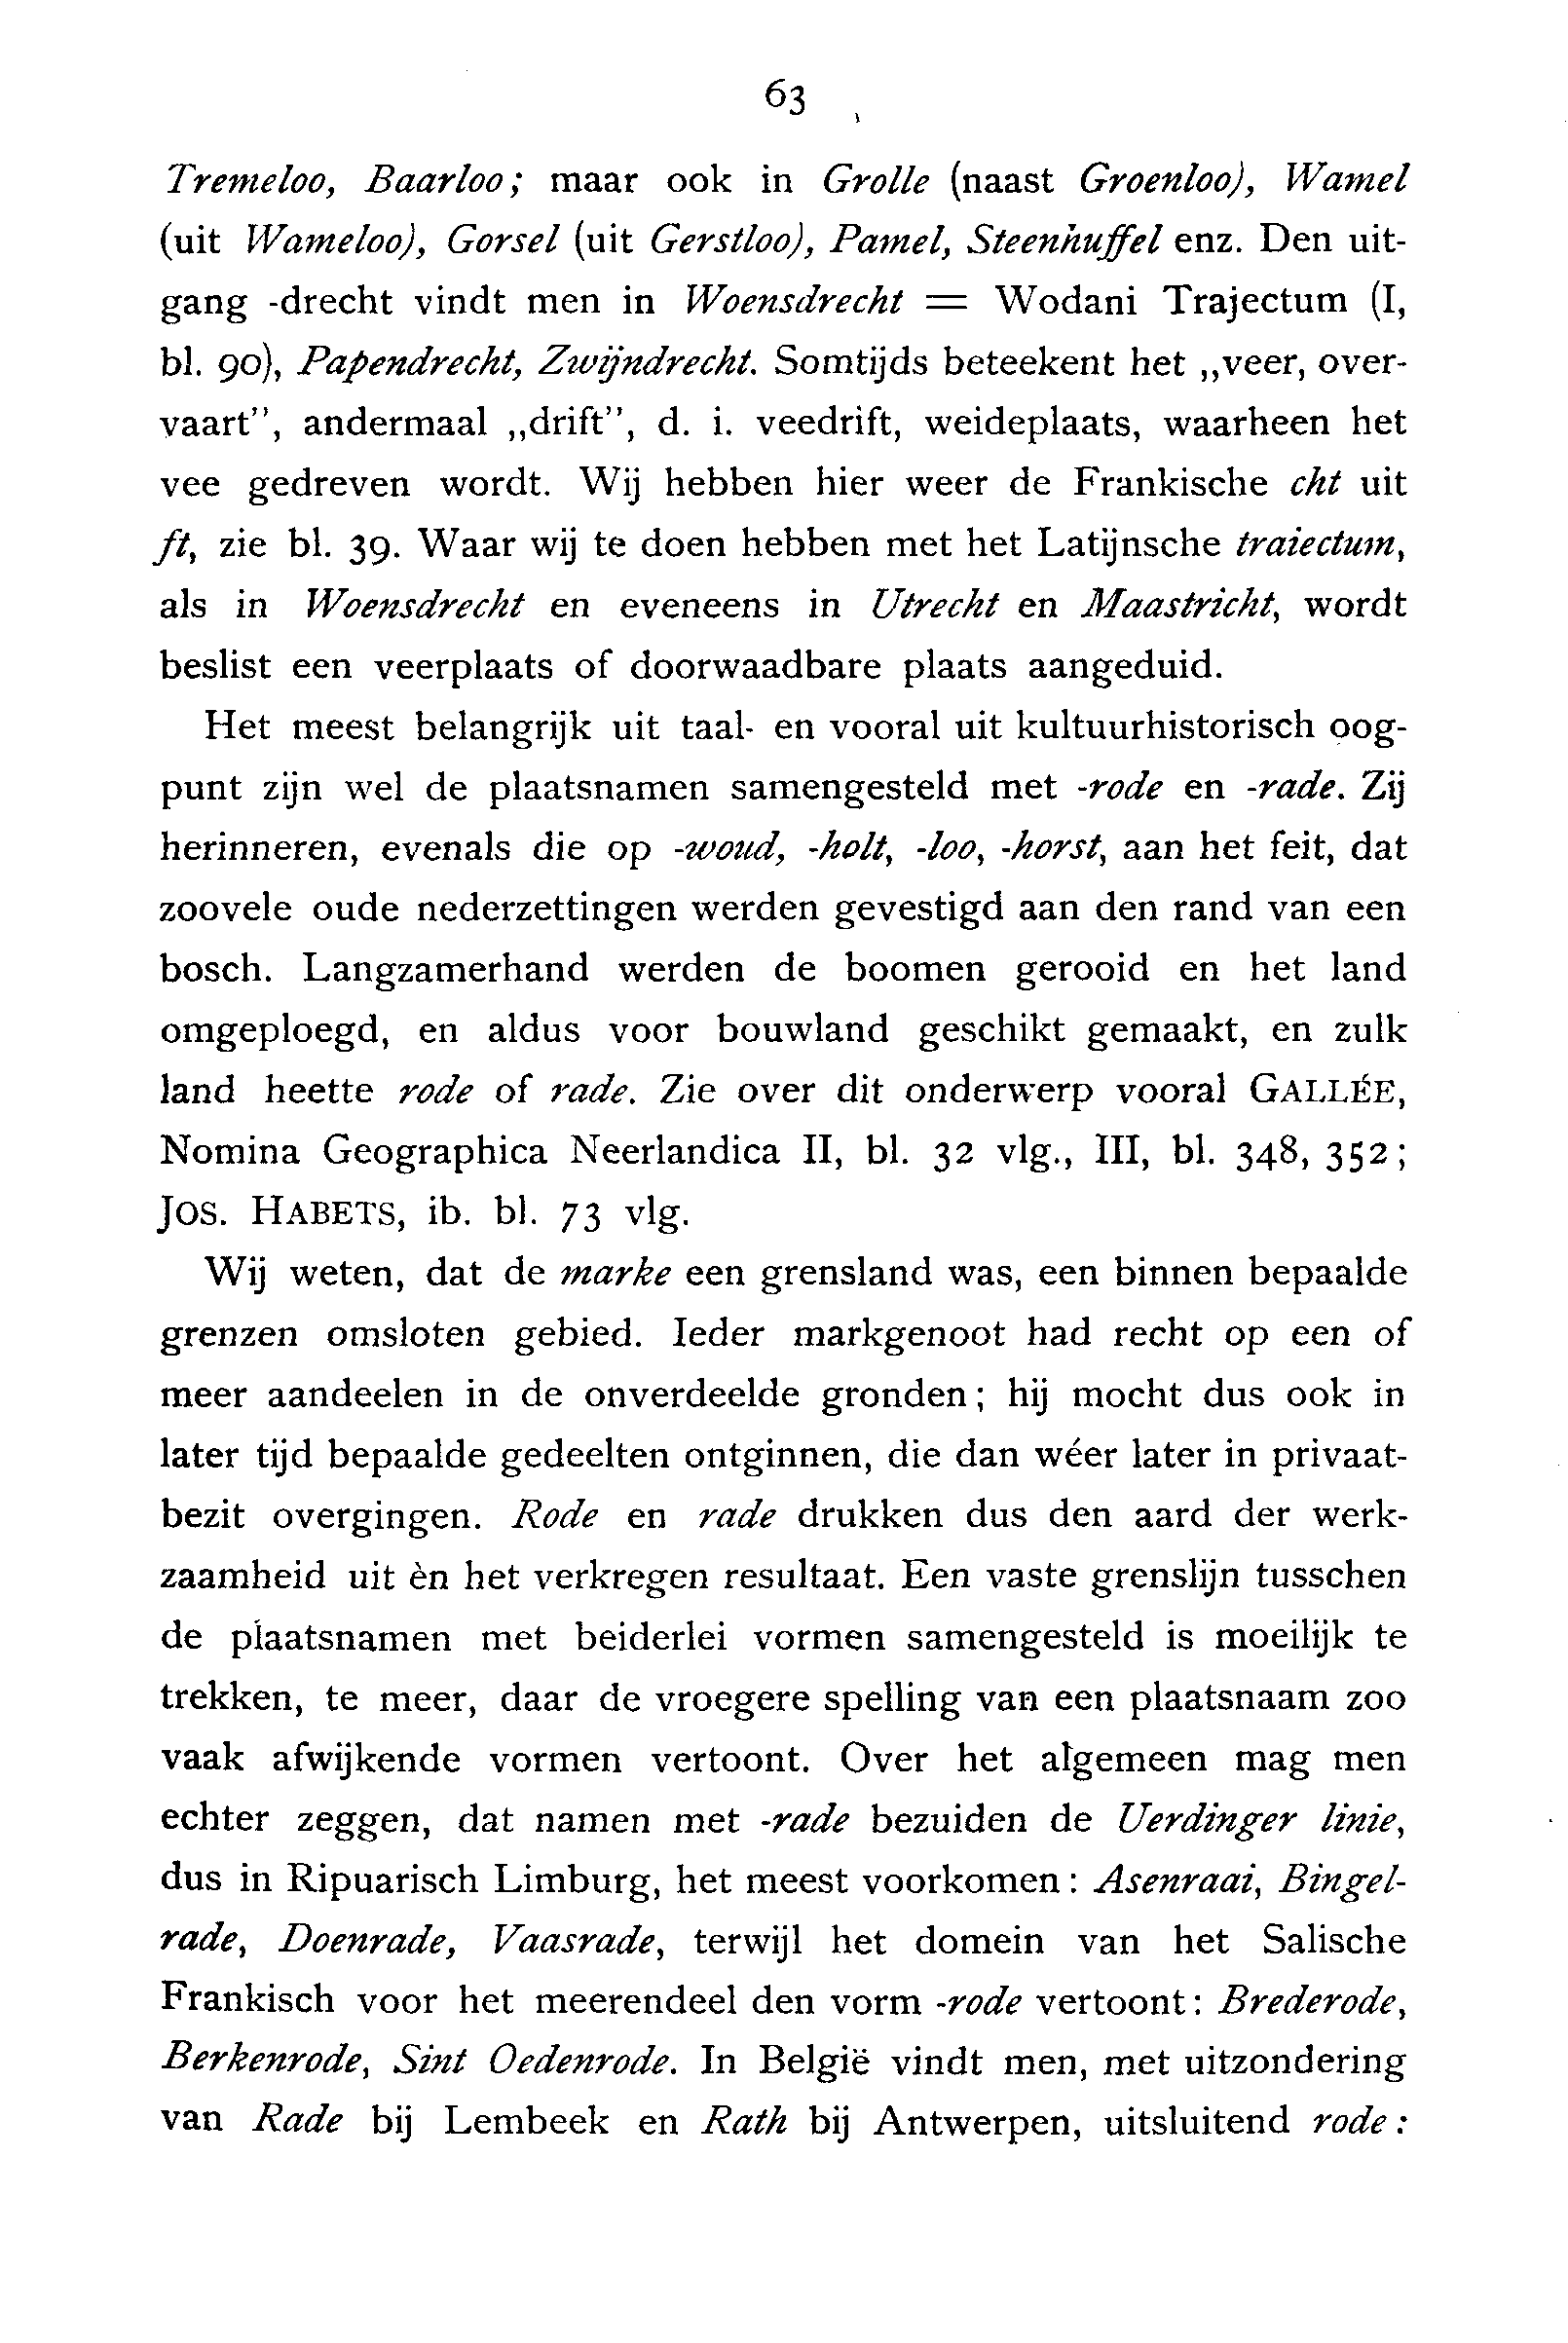 63
Tremeloo, Baarloo; maar ook in Grolle (naast Groenloo), Wamel
(uit Wameloo), Gorsel (uit Gerstloo), Pamel, Steenhuffel enz. Den uit-
gang -drecht vindt men in Woensdrecht = Wodani Trajectum (I,
bl. 90), Papendrecht, Zwijndrecht. Somtijds beteekent het „veer, over-
vaart”, andermaal „drift”, d. i. veedrift, weideplaats, waarheen het
vee gedreven wordt. Wij hebben hier weer de Frankische cht uit
ft, zie bl. 39. Waar wij te doen hebben met het Latijnsche traiectum,
als in Woensdrecht en eveneens in Utrecht en Maastricht, wordt
beslist een veerplaats of doorwaadbare plaats aangeduid.
Het meest belangrijk uit taal- en vooral uit kultuurhistorisch oog-
punt zijn wel de plaatsnamen samengesteld met -rode en -rade. Zij
herinneren, evenals die op -woud, -holt, -loo, -horst, aan het feit, dat
zoovele oude nederzettingen werden gevestigd aan den rand van een
bosch. Langzamerhand werden de boomen gerooid en het land
omgeploegd, en aldus voor bouwland geschikt gemaakt, en zulk
land heette rode of rade. Zie over dit onderwerp vooral GALLÉE,
Nomina Geographica Neerlandica II, bl. 32 vlg., III, bl. 348, 352;
JOS. HABETS, ib. bl. 73 vlg.
Wij weten, dat de marke een grensland was, een binnen bepaalde
grenzen omsloten gebied. Ieder markgenoot had recht op een of
meer aandeelen in de onverdeelde gronden; hij mocht dus ook in
later tijd bepaalde gedeelten ontginnen, die dan wéer later in privaat-
bezit overgingen. Rode en rade drukken dus den aard der werk-
zaamheid uit èn het verkregen resultaat. Een vaste grenslijn tusschen
de plaatsnamen met beiderlei vormen samengesteld is moeilijk te
trekken, te meer, daar de vroegere spelling van een plaatsnaam zoo
vaak afwijkende vormen vertoont. Over het algemeen mag men
echter zeggen, dat namen met -rade bezuiden de Uerdinger linie,
dus in Ripuarisch Limburg, het meest voorkomen: Asenraai, Bingel-
rade, Doenrade, Vaasrade, terwijl het domein van het Salische
Frankisch voor het meerendeel den vorm -rode vertoont: Brederode,
Berkenrode, Sint Oedenrode. In België vindt men, met uitzondering
van Rade bij Lembeek en Rath bij Antwerpen, uitsluitend rode: